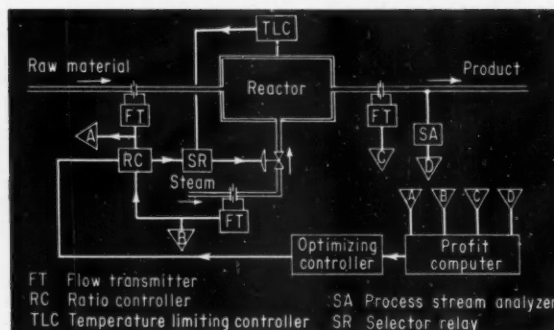 TLC
Raw material
Product
Reactor
FT
FT
SA
A
C
D
RC
SR
Steam
FT
B
A
B
C
D
Optimizing
controller
Profit
computer
FT Flow transmitter
RC Ratio controller
TLC Temperature limiting controller
SA Process stream analyzer
SR Selector relay